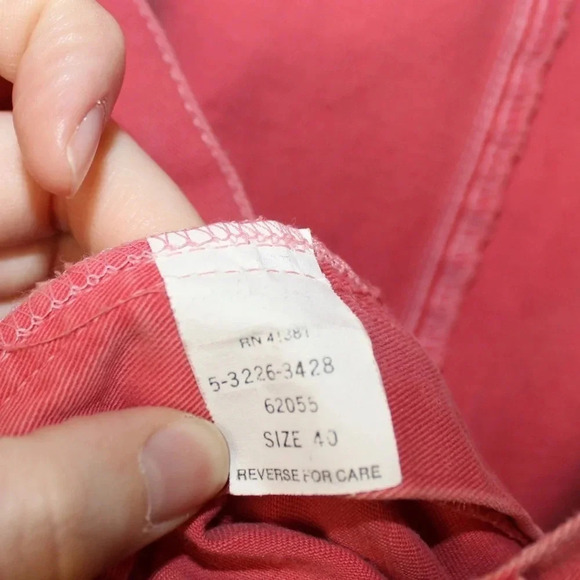 RN 41381
5-3226-3428
62055
SIZE 40
REVERSE FOR CARE